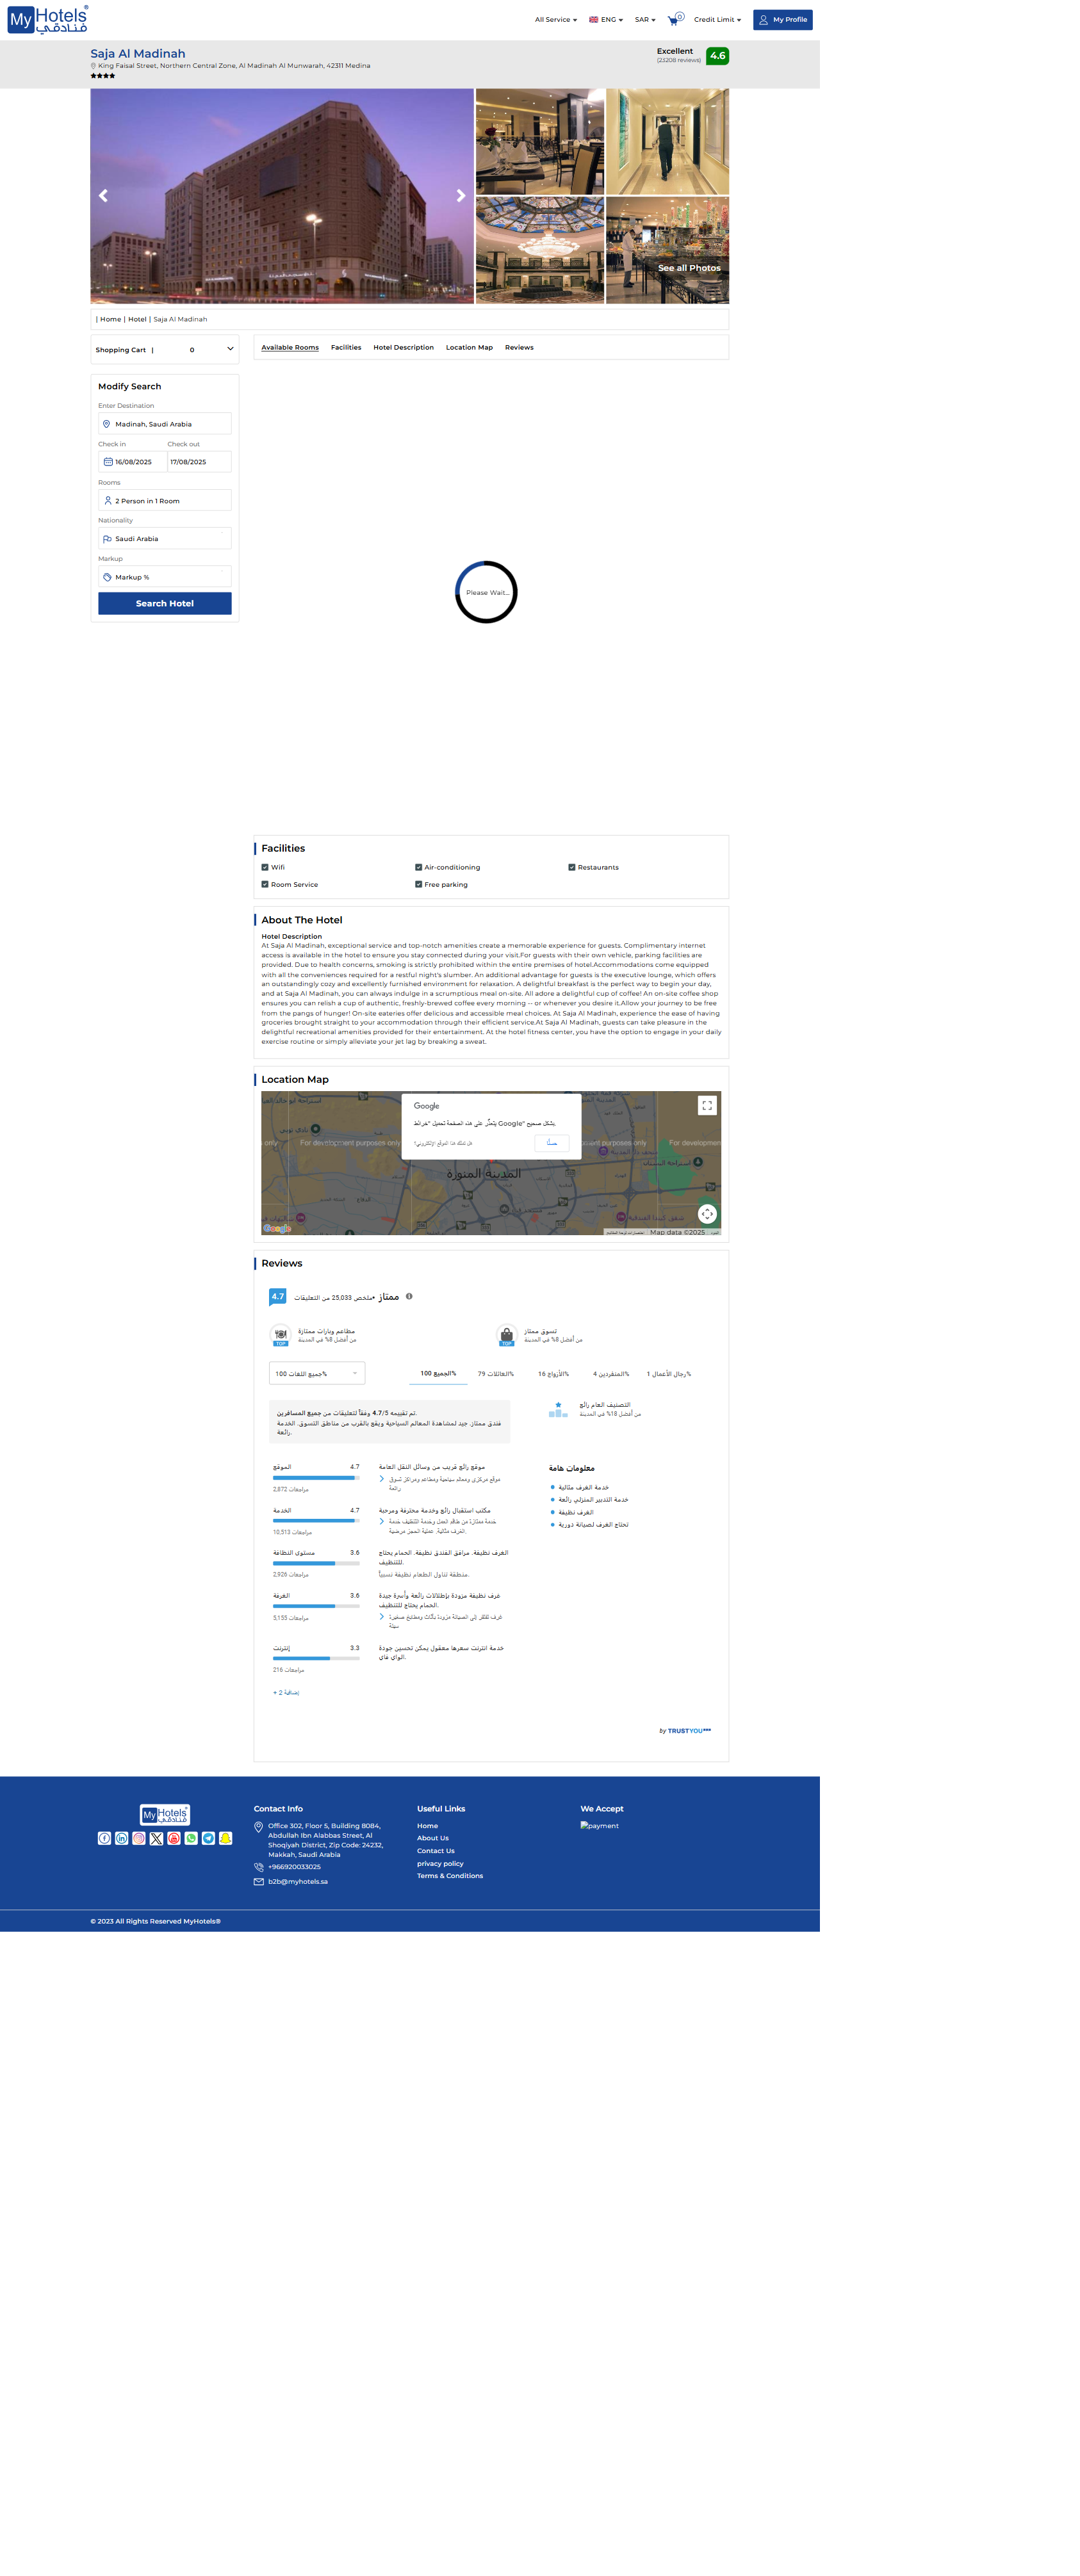 My Hotels®
فنادقي
All Service
ENG
SAR
0
Credit Limit
My Profile
Saja Al Madinah
King Faisal Street, Northern Central Zone, Al Madinah Al Munwarah, 42311 Medina
Excellent
(23208 reviews)
4.6
See all Photos
| Home | Hotel | Saja Al Madinah
Shopping Cart | 0
Available Rooms Facilities Hotel Description Location Map Reviews
Modify Search
Enter Destination
Madinah, Saudi Arabia
Check in Check out
16/08/2025 17/08/2025
Rooms
2 Person in 1 Room
Nationality
Saudi Arabia
Markup
Markup %
Search Hotel
Please Wait...
Facilities
Wifi Air-conditioning Restaurants
Room Service Free parking
About The Hotel
Hotel Description
At Saja Al Madinah, exceptional service and top-notch amenities create a memorable experience for guests. Complimentary internet
access is available in the hotel to ensure you stay connected during your visit.For guests with their own vehicle, parking facilities are
provided. Due to health concerns, smoking is strictly prohibited within the entire premises of hotel.Accommodations come equipped
with all the conveniences required for a restful night's slumber. An additional advantage for guests is the executive lounge, which offers
an outstandingly cozy and excellently furnished environment for relaxation. A delightful breakfast is the perfect way to begin your day,
and at Saja Al Madinah, you can always indulge in a scrumptious meal on-site. All adore a delightful cup of coffee! An on-site coffee shop
ensures you can relish a cup of authentic, freshly-brewed coffee every morning -- or whenever you desire it.Allow your journey to be free
from the pangs of hunger! On-site eateries offer delicious and accessible meal choices. At Saja Al Madinah, experience the ease of having
groceries brought straight to your accommodation through their efficient service.At Saja Al Madinah, guests can take pleasure in the
delightful recreational amenities provided for their entertainment. At the hotel fitness center, you have the option to engage in your daily
exercise routine or simply alleviate your jet lag by breaking a sweat.
Location Map
Google
يتعذّر على هذه الصفحة تحميل "خرائط Google" بشكل صحيح.
هل تملك هذا الموقع الإلكتروني؟
حسنًا
For development purposes only
المدينة المنورة
Google
Map data ©2025
Reviews
4.7
ممتاز
•ملخص 25,033 من التعليقات
مطاعم وبارات ممتازة
من أفضل 8% في المدينة
TOP
تسوق ممتاز
من أفضل 8% في المدينة
TOP
جميع اللغات 100%
الجميع 100%
العائلات 79%
الأزواج 16%
المنفردين 4%
رجال الأعمال 1%
تم تقييمه 4.7/5 وفقاً لتعليقات من جميع المسافرين.
فندق ممتاز. جيد لمشاهدة المعالم السياحية ويقع بالقرب من مناطق التسوق. الخدمة
رائعة.
التصنيف العام رائع
من أفضل 18% في المدينة
الموقع 4.7
2,872 مراجعات
موقع رائع قريب من وسائل النقل العامة
موقع مركزي ومعالم سياحية ومطاعم ومراكز تسوق
رائعة
معلومات هامة
خدمة الغرف مثالية
خدمة التدبير المنزلي رائعة
الغرف نظيفة
تحتاج الغرف لصيانة دورية
الخدمة 4.7
10,513 مراجعات
مكتب استقبال رائع وخدمة محترفة ومرحبة
خدمة ممتازة من طاقم العمل وخدمة التنظيف خدمة
الغرف مثالية. عملية الحجز مرضية.
مستوى النظافة 3.6
2,926 مراجعات
الغرف نظيفة. مرافق الفندق نظيفة. الحمام يحتاج
للتنظيف.
منطقة تناول الطعام نظيفة نسبياً.
الغرفة 3.6
5,155 مراجعات
غرف نظيفة مزودة بإطلالات رائعة وأسرة جيدة
الحمام يحتاج للتنظيف.
غرف تفتقر إلى الصيانة مزودة بأثاث ومطابخ صغيرة
سيئة
إنترنت 3.3
216 مراجعات
خدمة انترنت سعرها معقول يمكن تحسين جودة
الواي فاي.
+ 2 إضافية
by TRUSTYOU
My Hotels®
فنادقي
Contact Info
Office 302, Floor 5, Building 8084,
Abdullah Ibn Alabbas Street, Al
Shoqiyah District, Zip Code: 24232,
Makkah, Saudi Arabia
+966920033025
b2b@myhotels.sa
Useful Links
Home
About Us
Contact Us
privacy policy
Terms & Conditions
We Accept
payment
© 2023 All Rights Reserved MyHotels®